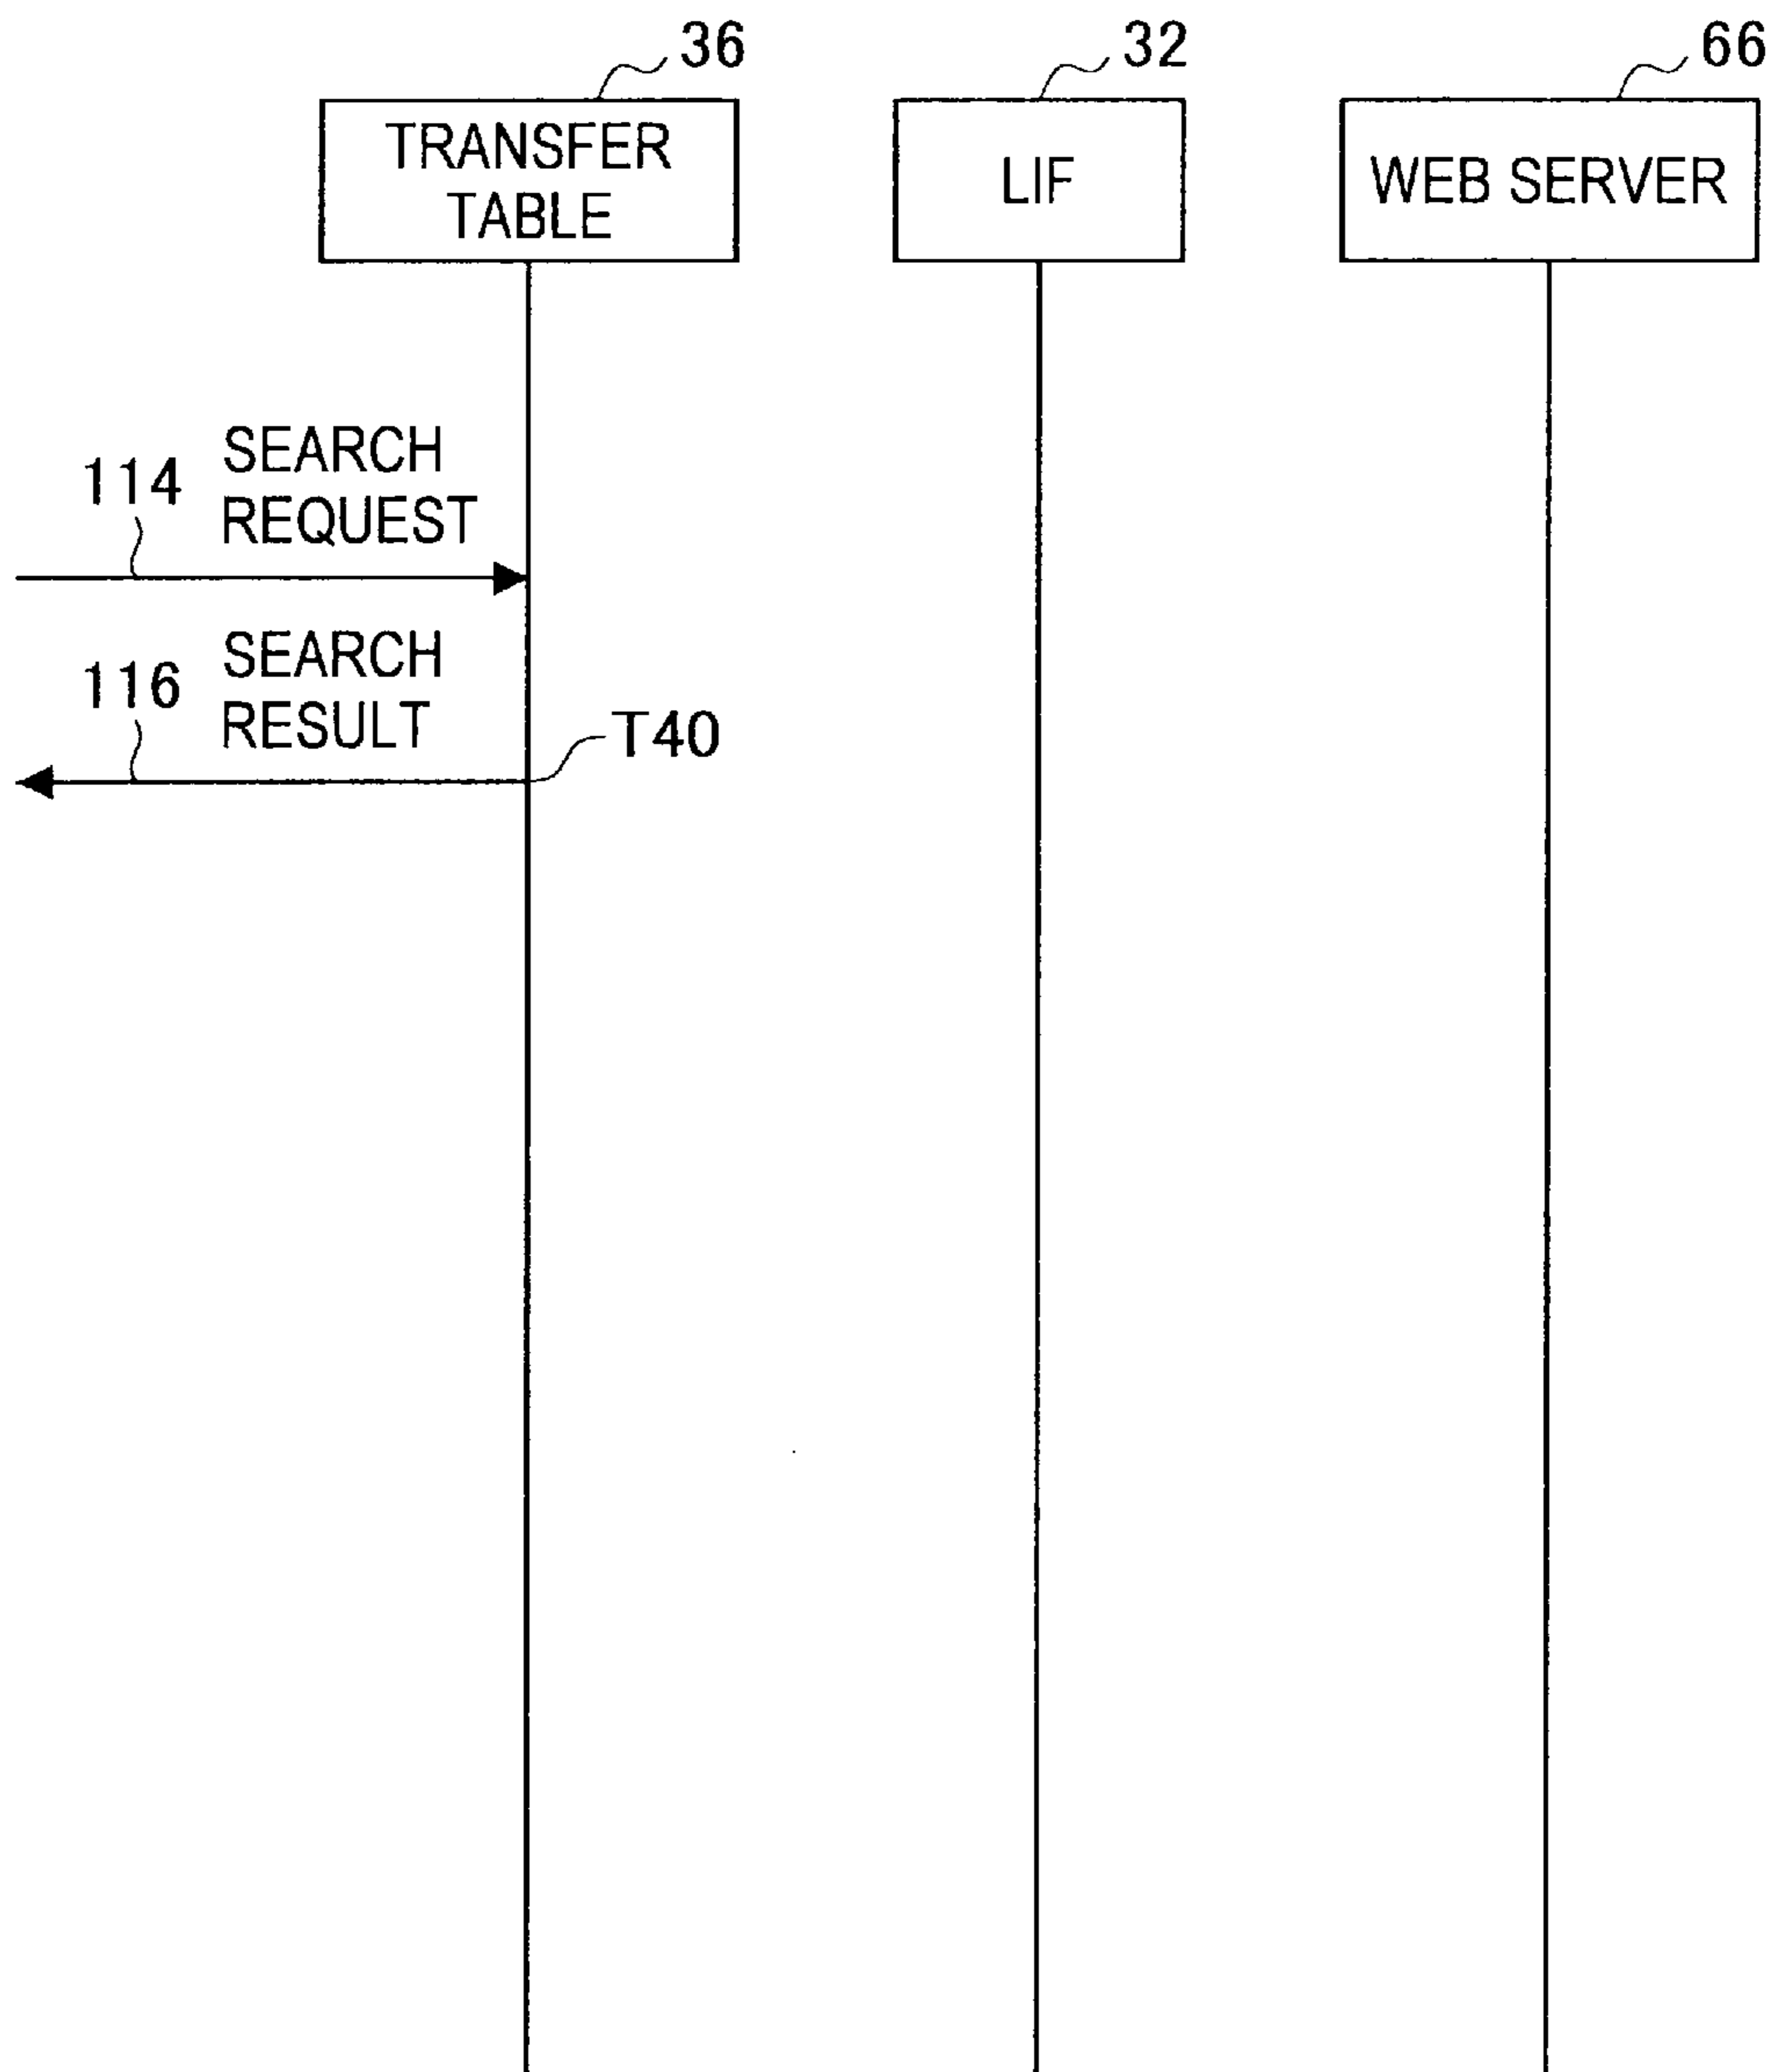 36
32
66
TRANSFER
TABLE
LIF
WEB SERVER
114
SEARCH
REQUEST
116
SEARCH
RESULT
T40